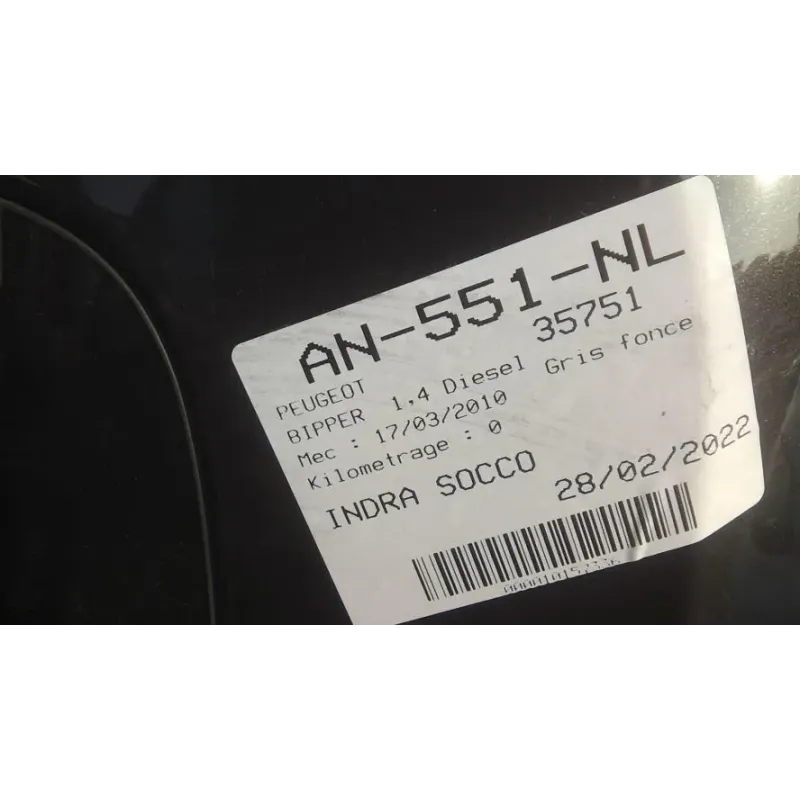 AN-551-NL
PEUGEOT 35751
BIPPER 1,4 Diesel Gris fonce
Mec : 17/03/2010
Kilometrage : 0
INDRA SOCCO 28/02/2022